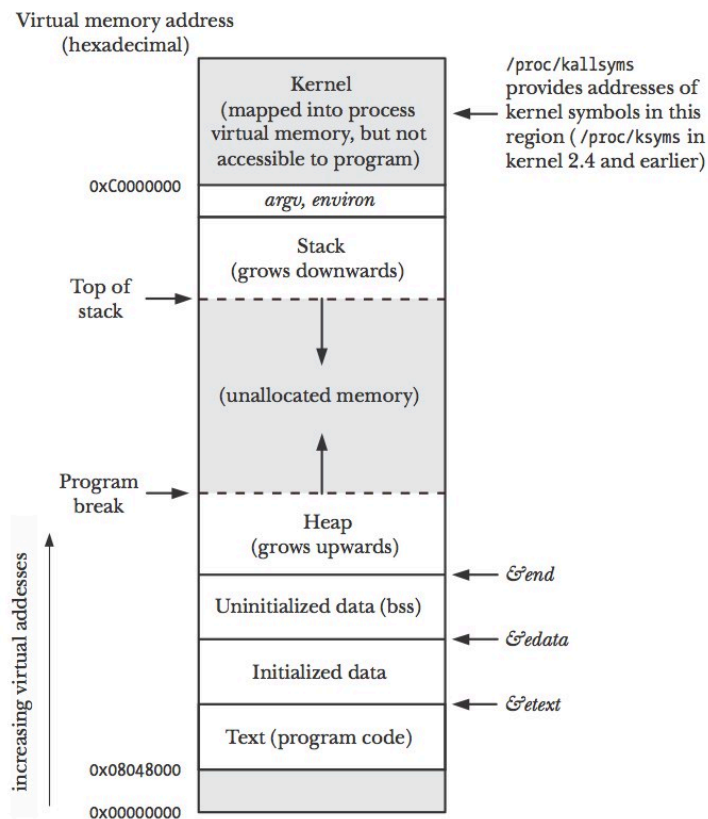 Virtual memory address
(hexadecimal)
/proc/kallsyms
provides addresses of
kernel symbols in this
region (/proc/ksyms in
kernel 2.4 and earlier)
Kernel
(mapped into process
virtual memory, but not
accessible to program)
0xC0000000
argv, environ
Stack
(grows downwards)
Top of
stack
(unallocated memory)
Program
break
Heap
(grows upwards)
&end
Uninitialized data (bss)
&edata
Initialized data
&etext
Text (program code)
0x08048000
0x00000000
increasing virtual addesses